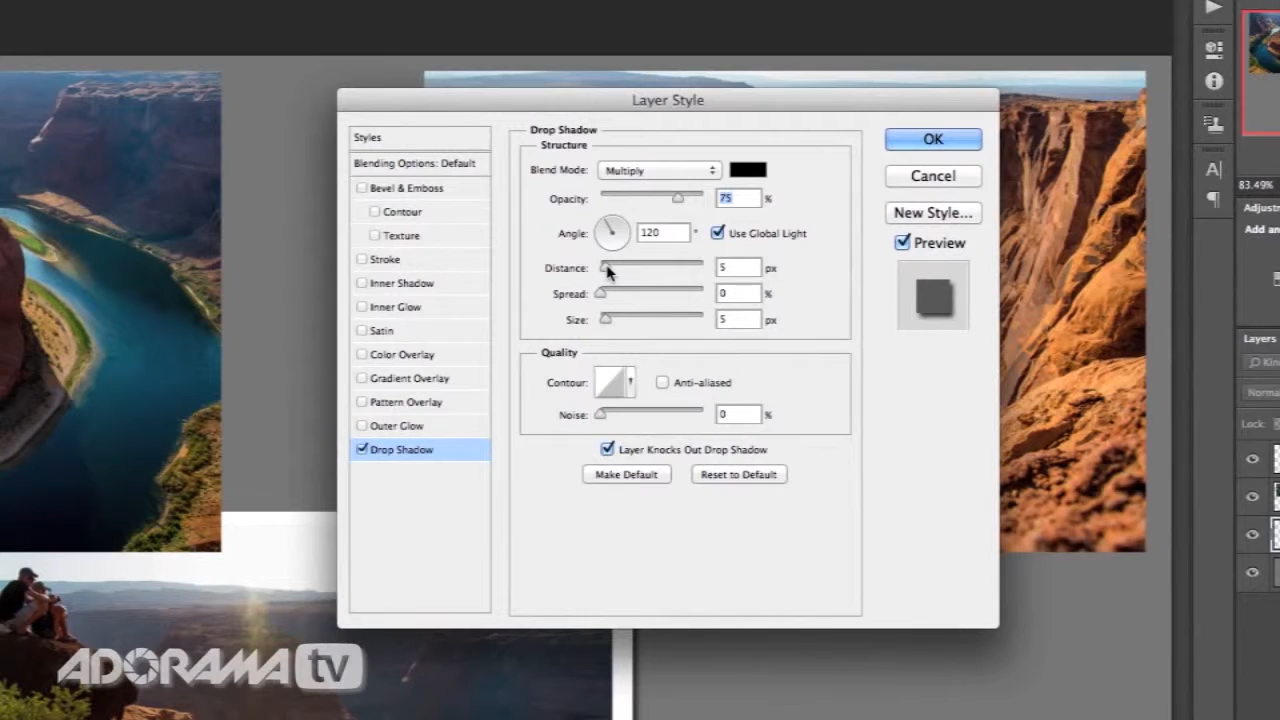 Layer Style
Styles
Blending Options: Default
Bevel & Emboss
Contour
Texture
Stroke
Inner Shadow
Inner Glow
Satin
Color Overlay
Gradient Overlay
Pattern Overlay
Outer Glow
Drop Shadow
Drop Shadow
Structure
Blend Mode: Multiply
Opacity: 75 %
Angle: 120 ° Use Global Light
Distance: 5 px
Spread: 0 %
Size: 5 px
Quality
Contour: Anti-aliased
Noise: 0 %
Layer Knocks Out Drop Shadow
Make Default Reset to Default
OK
Cancel
New Style...
Preview
A
83.49%
Add an
Layers
Lock:
ADORAMA tv